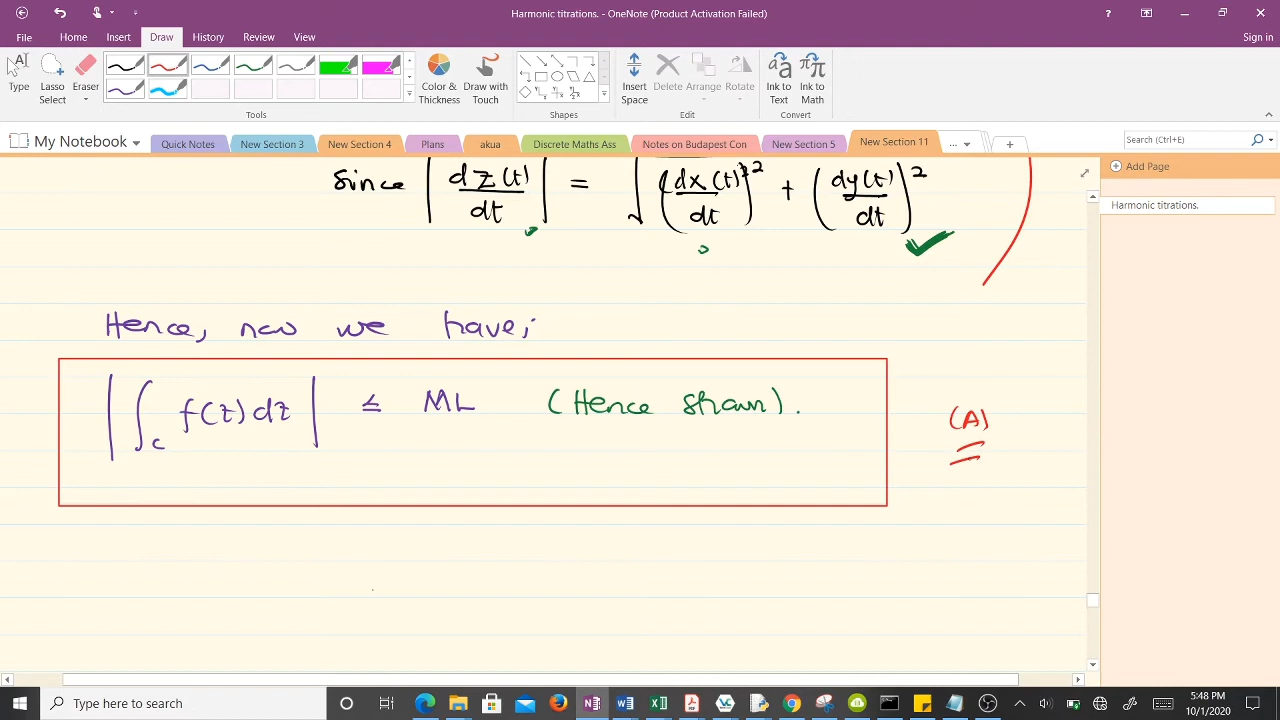 Harmonic titrations. - OneNote (Product Activation Failed)
File Home Insert Draw History Review View Sign in
Type Lasso Select Eraser Color & Thickness Draw with Touch Insert Space Delete Arrange Rotate Ink to Text Ink to Math
Tools Shapes Edit Convert
My Notebook Quick Notes New Section 3 New Section 4 Plans akua Discrete Maths Ass Notes on Budapest Con New Section 5 New Section 11 ... Search (Ctrl+E)
Add Page
Harmonic titrations.
Since |dz(t)/dt| = √((dx(t)/dt)² + (dy(t)/dt)²)
Hence, now we have;
|∫c f(z)dz| ≤ ML (Hence shown).
(A)
Type here to search
5:48 PM
10/1/2020